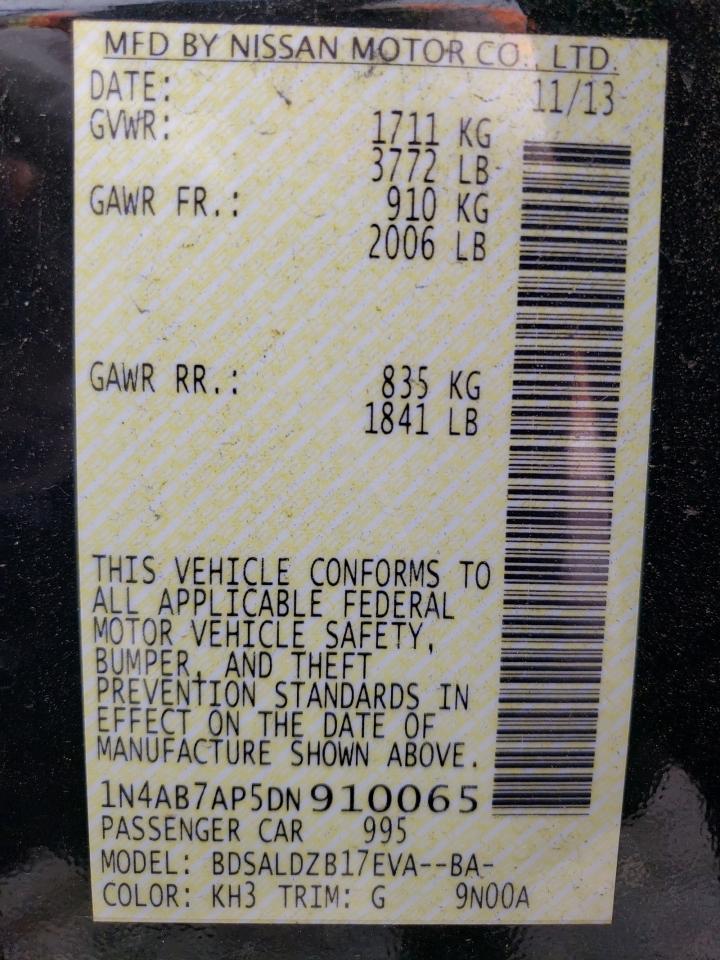 MFD BY NISSAN MOTOR CO., LTD.
DATE: 11/13
GVWR: 1711 KG
3772 LB
GAWR FR.: 910 KG
2006 LB
GAWR RR.: 835 KG
1841 LB
THIS VEHICLE CONFORMS TO
ALL APPLICABLE FEDERAL
MOTOR VEHICLE SAFETY,
BUMPER, AND THEFT
PREVENTION STANDARDS IN
EFFECT ON THE DATE OF
MANUFACTURE SHOWN ABOVE.
1N4AB7AP5DN910065
PASSENGER CAR 995
MODEL: BDSALDZB17EVA--BA-
COLOR: KH3 TRIM: G 9N00A